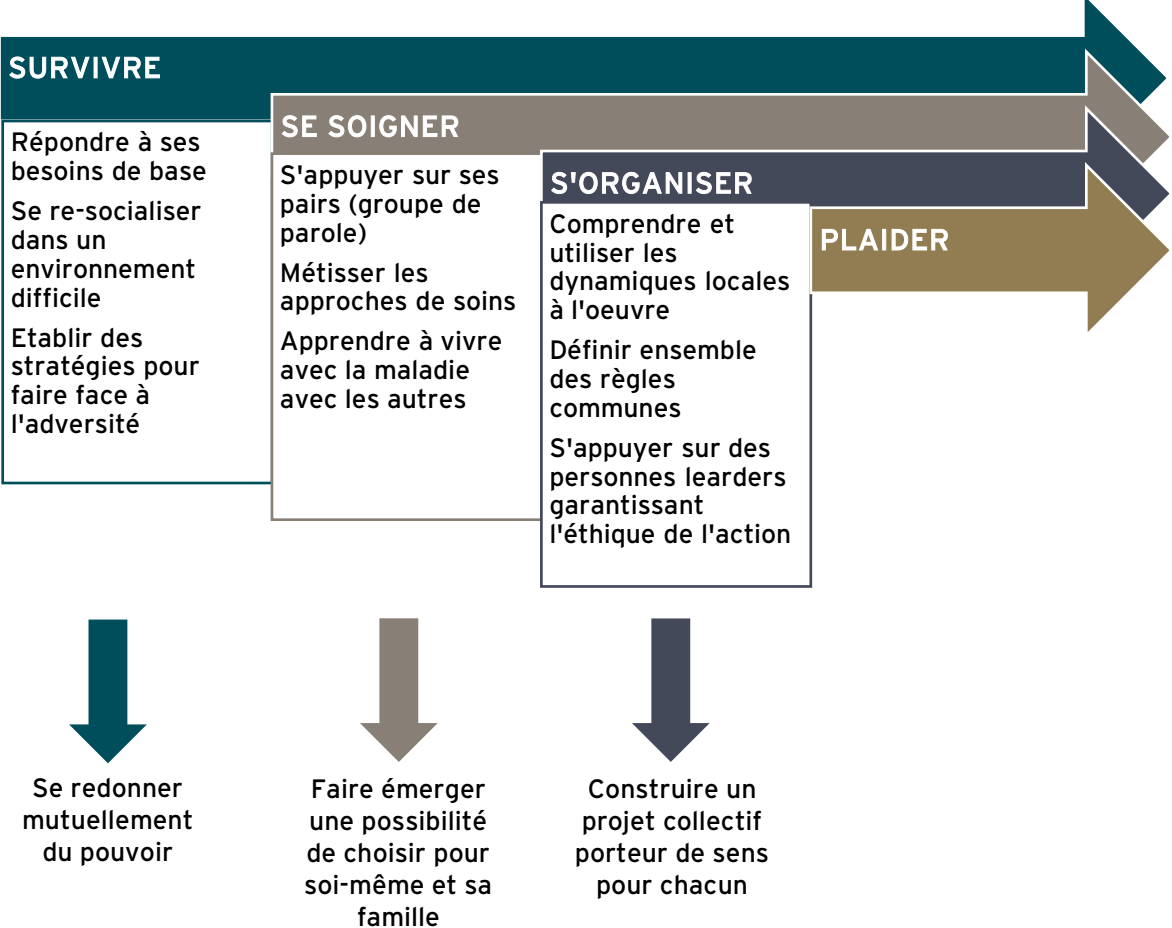 SURVIVRE
Répondre à ses
besoins de base
Se re-socialiser
dans un
environnement
difficile
Etablir des
stratégies pour
faire face à
l'adversité
SE SOIGNER
S'appuyer sur ses
pairs (groupe de
parole)
Métisser les
approches de soins
Apprendre à vivre
avec la maladie
avec les autres
S'ORGANISER
Comprendre et
utiliser les
dynamiques locales
à l'oeuvre
Définir ensemble
des règles
communes
S'appuyer sur des
personnes learders
garantissant
l'éthique de l'action
PLAIDER
Se redonner
mutuellement
du pouvoir
Faire émerger
une possibilité
de choisir pour
soi-même et sa
famille
Construire un
projet collectif
porteur de sens
pour chacun